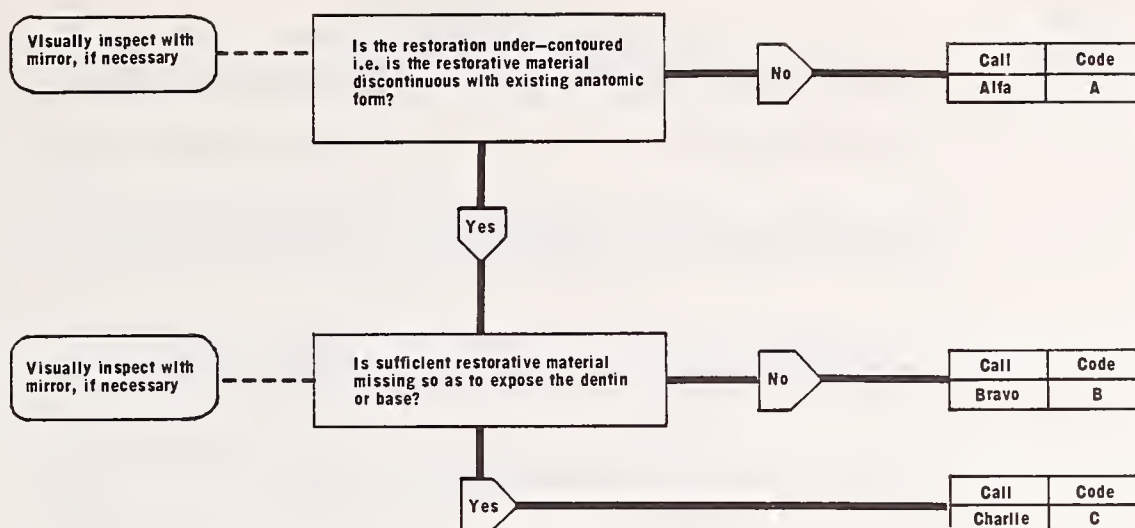 Visually inspect with
mirror, if necessary
Is the restoration under—contoured
i.e. is the restorative material
discontinuous with existing anatomic
form?
No
Call Code
Alfa A
Yes
Visually inspect with
mirror, if necessary
Is sufficient restorative material
missing so as to expose the dentin
or base?
No
Call Code
Bravo B
Yes
Call Code
Charlie C